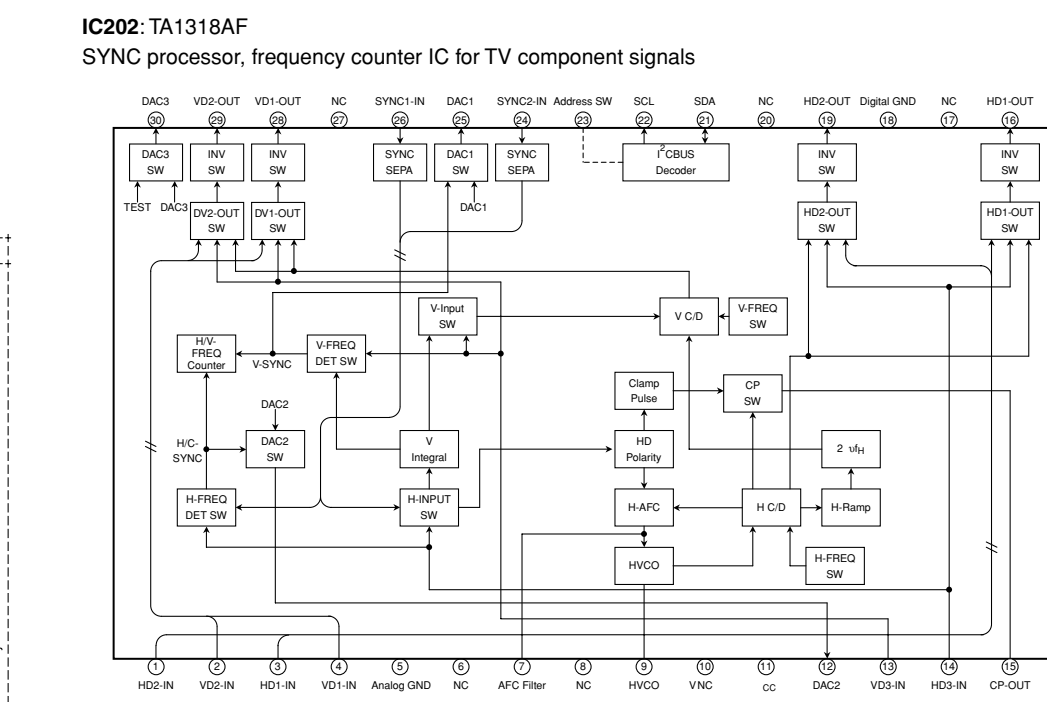 IC202: TA1318AF
SYNC processor, frequency counter IC for TV component signals
DAC3 VD2-OUT VD1-OUT NC SYNC1-IN DAC1 SYNC2-IN Address SW SCL SDA NC HD2-OUT Digital GND NC HD1-OUT
30 29 28 27 26 25 24 23 22 21 20 19 18 17 16
DAC3 INV INV SYNC DAC1 SYNC I2CBUS INV INV
SW SW SW SEPA SW SEPA Decoder SW SW
TEST DAC3 DAC1
DV2-OUT DV1-OUT HD2-OUT HD1-OUT
SW SW SW SW
V-Input V C/D V-FREQ
SW SW
H/V- V-FREQ
FREQ DET SW
Counter V-SYNC
Clamp CP
Pulse SW
DAC2
H/C- DAC2 V HD 2 υfH
SYNC SW Integral Polarity
H-FREQ H-INPUT H-AFC H C/D H-Ramp
DET SW SW
HVCO H-FREQ
SW
1 2 3 4 5 6 7 8 9 10 11 12 13 14 15
HD2-IN VD2-IN HD1-IN VD1-IN Analog GND NC AFC Filter NC HVCO VNC CC DAC2 VD3-IN HD3-IN CP-OUT